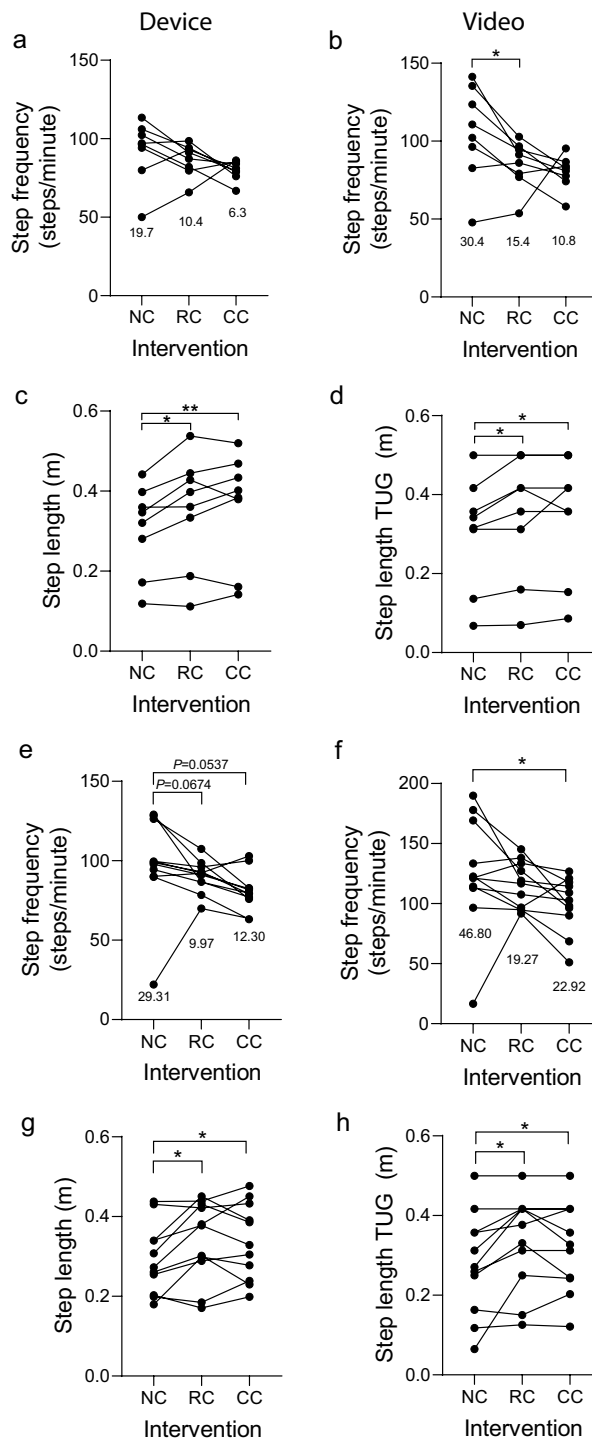 Device
Video
a
Step frequency
(steps/minute)
150
100
50
0
19.7
10.4
6.3
NC RC CC
Intervention
b
Step frequency
(steps/minute)
150
100
50
0
*
30.4
15.4
10.8
NC RC CC
Intervention
c
Step length (m)
0.6
0.4
0.2
0.0
**
*
NC RC CC
Intervention
d
Step length TUG (m)
0.6
0.4
0.2
0.0
*
*
NC RC CC
Intervention
e
Step frequency
(steps/minute)
150
100
50
0
P=0.0537
P=0.0674
29.31
9.97
12.30
NC RC CC
Intervention
f
Step frequency
(steps/minute)
200
150
100
50
0
*
46.80
19.27
22.92
NC RC CC
Intervention
g
Step length (m)
0.6
0.4
0.2
0.0
*
*
NC RC CC
Intervention
h
Step length TUG (m)
0.6
0.4
0.2
0.0
*
*
NC RC CC
Intervention